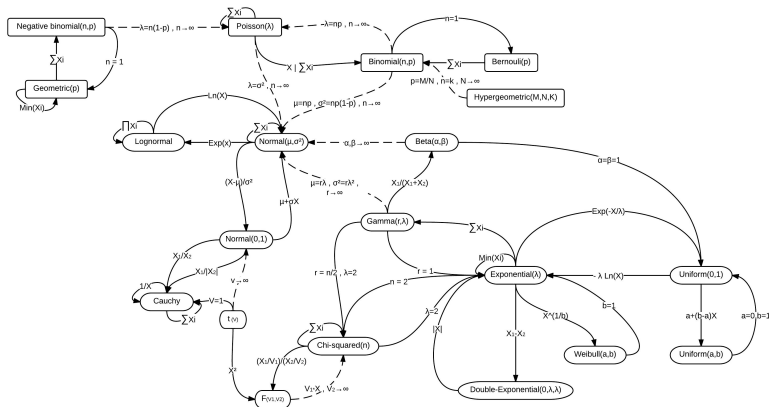 Negative binomial(n,p)
λ=n(1-p) , n→∞
∑Xi
Poisson(λ)
λ=np , n→∞
n=1
∑Xi
n = 1
X | ∑Xi
Binomial(n,p)
∑Xi
Bernouli(p)
Geometric(p)
Min(Xi)
λ=σ² , n→∞
p=M/N , n=k , N→∞
Hypergeometric(M,N,K)
μ=np , σ²=np(1-p) , n→∞
Ln(X)
∏Xi
Lognormal
Exp(x)
∑Xi
Normal(μ,σ²)
α,β→∞
Beta(α,β)
α=β=1
(X-μ)/σ²
μ+σX
μ=rλ , σ²=rλ² ,
r→∞
X₁/(X₁+X₂)
Gamma(r,λ)
∑Xi
Exp(-X/λ)
Normal(0,1)
X₁/X₂
X₁/|X₂|
r = n/2 , λ=2
r = 1
Min(Xi)
Exponential(λ)
- λ Ln(X)
Uniform(0,1)
1/X
Cauchy
∑Xi
V=1
t (V)
n = 2
λ=2
|X|
X₁-X₂
X^(1/b)
b=1
a+(b-a)X
a=0,b=1
∑Xi
Chi-squared(n)
Weibull(a,b)
Uniform(a,b)
X²
(X₁/V₁)/(X₂/V₂)
V₁·X , V₂→∞
F(V1,V2)
Double-Exponential(0,λ,λ)